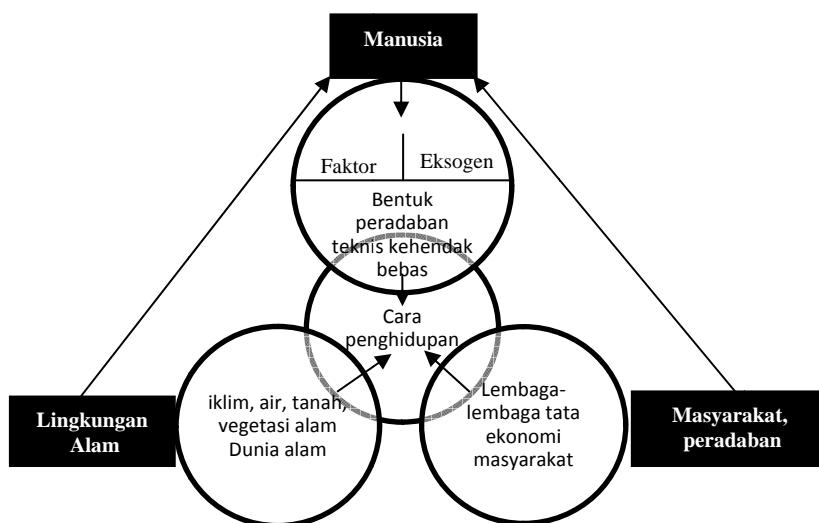 Manusia
Faktor
Eksogen
Bentuk
peradaban
teknis kehendak
bebas
Cara
penghidupan
iklim, air, tanah,
vegetasi alam
Dunia alam
Lembaga-
lembaga tata
ekonomi
masyarakat
Lingkungan
Alam
Masyarakat,
peradaban